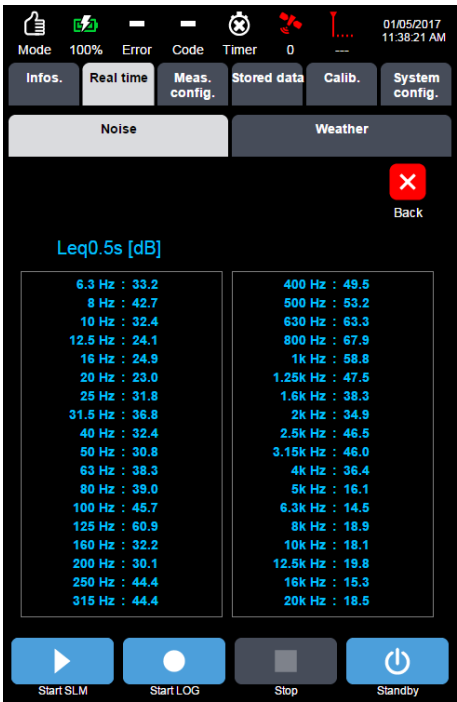 Mode 100% Error Code Timer 0 --- 01/05/2017
11:38:21 AM
Infos. Real time Meas. config. Stored data Calib. System config.
Noise Weather
Back
Leq0.5s [dB]
6.3 Hz : 33.2
8 Hz : 42.7
10 Hz : 32.4
12.5 Hz : 24.1
16 Hz : 24.9
20 Hz : 23.0
25 Hz : 31.8
31.5 Hz : 36.8
40 Hz : 32.4
50 Hz : 30.8
63 Hz : 38.3
80 Hz : 39.0
100 Hz : 45.7
125 Hz : 60.9
160 Hz : 32.2
200 Hz : 30.1
250 Hz : 44.4
315 Hz : 44.4
400 Hz : 49.5
500 Hz : 53.2
630 Hz : 63.3
800 Hz : 67.9
1k Hz : 58.8
1.25k Hz : 47.5
1.6k Hz : 38.3
2k Hz : 34.9
2.5k Hz : 46.5
3.15k Hz : 46.0
4k Hz : 36.4
5k Hz : 16.1
6.3k Hz : 14.5
8k Hz : 18.9
10k Hz : 18.1
12.5k Hz : 19.8
16k Hz : 15.3
20k Hz : 18.5
Start SLM Start LOG Stop Standby